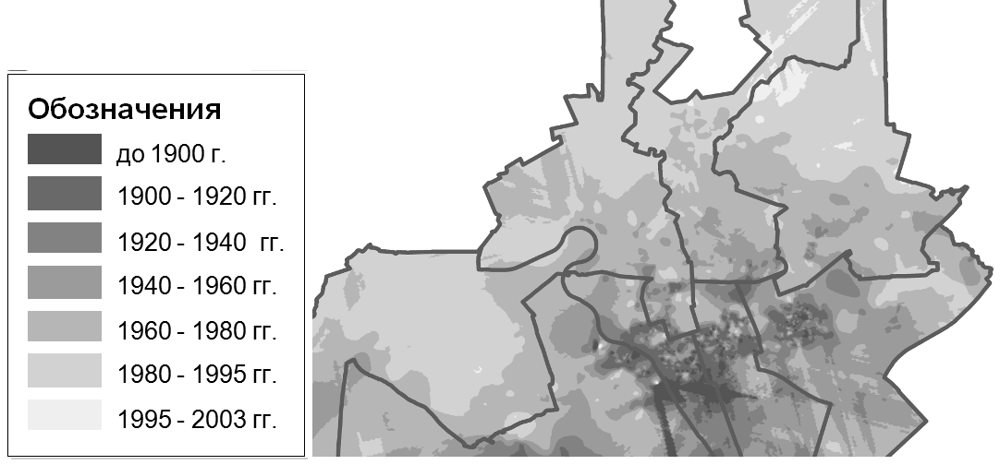 Обозначения
до 1900 г.
1900 - 1920 гг.
1920 - 1940 гг.
1940 - 1960 гг.
1960 - 1980 гг.
1980 - 1995 гг.
1995 - 2003 гг.